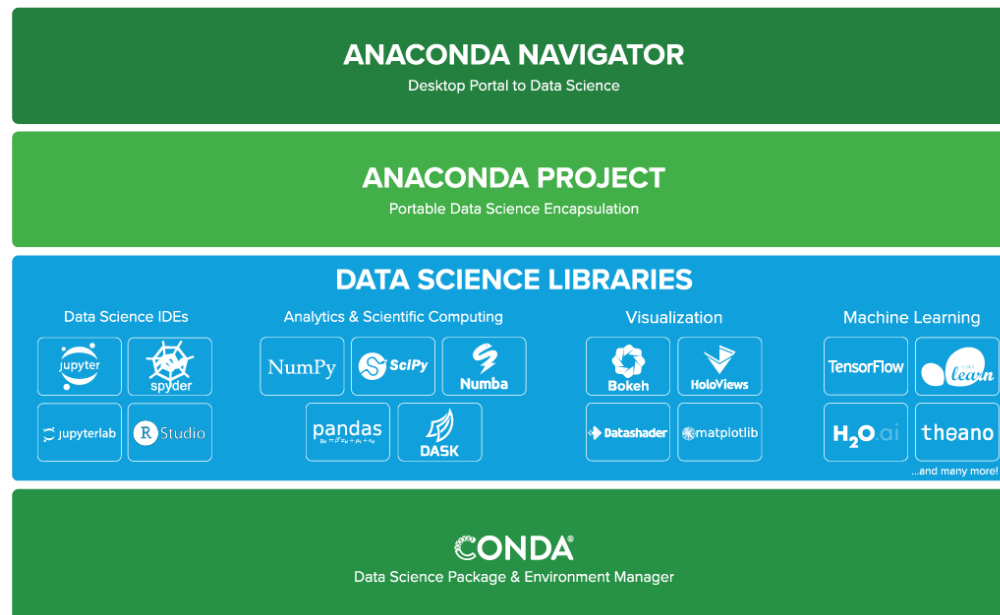 ANACONDA NAVIGATOR
Desktop Portal to Data Science
ANACONDA PROJECT
Portable Data Science Encapsulation
DATA SCIENCE LIBRARIES
Data Science IDEs
jupyter
spyder
jupyterlab
R Studio
Analytics & Scientific Computing
NumPy
SciPy
Numba
pandas
DASK
Visualization
Bokeh
HoloViews
Datashader
matplotlib
Machine Learning
TensorFlow
learn
H2O.ai
theano
...and many more!
CONDA®
Data Science Package & Environment Manager